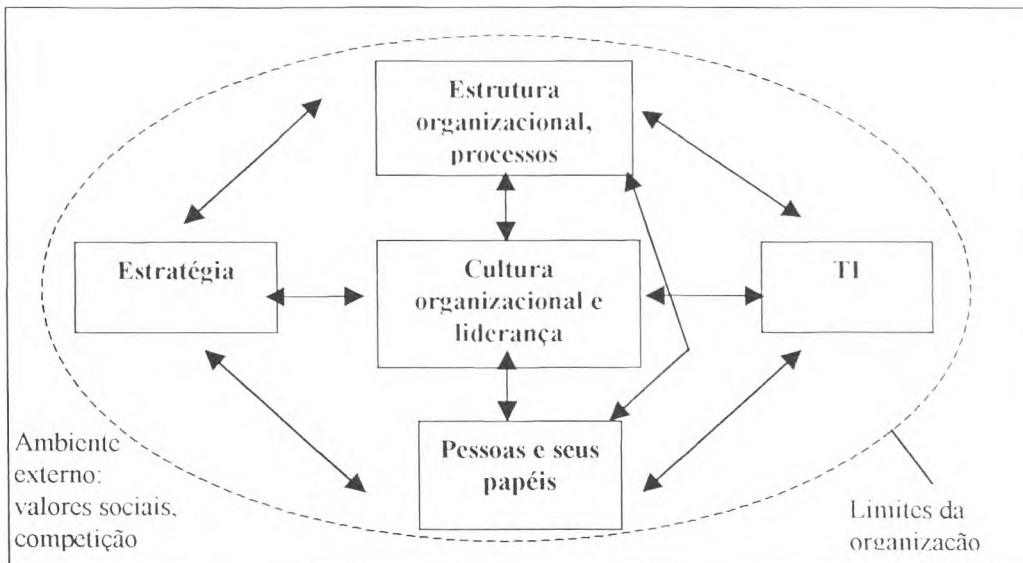 Estrutura
organizacional,
processos
Estratégia
Cultura
organizacional e
liderança
TI
Pessoas e seus
papéis
Ambiente
externo:
valores sociais,
competição
Limites da
organização